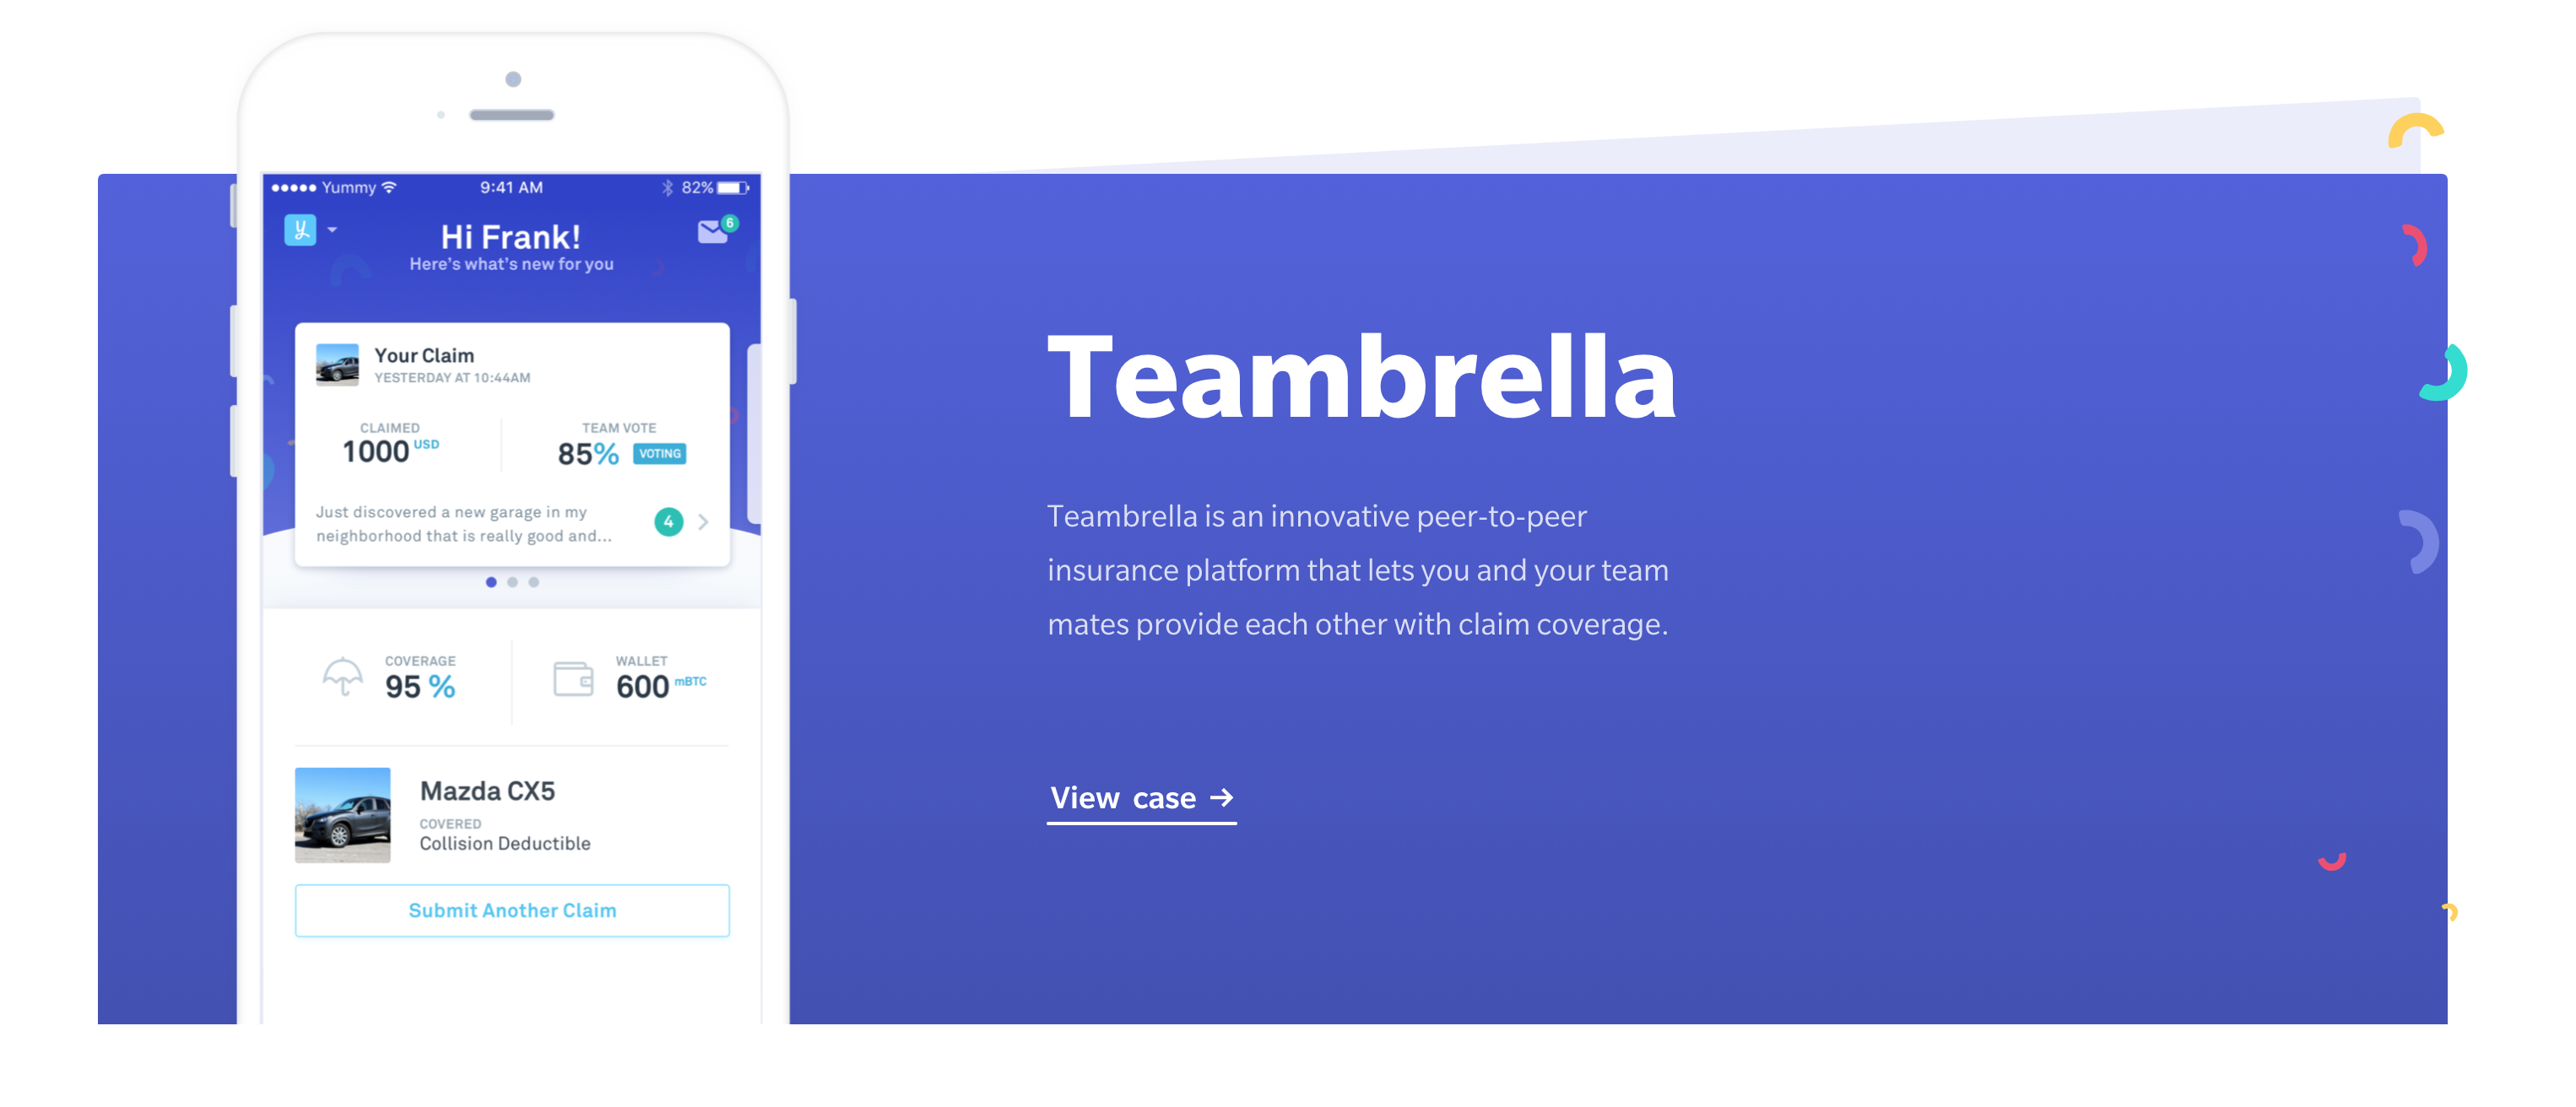 Yummy 9:41 AM 82%
y
Hi Frank!
6
Here's what's new for you
Your Claim
YESTERDAY AT 10:44AM
CLAIMED
1000 USD
TEAM VOTE
85% VOTING
Just discovered a new garage in my
neighborhood that is really good and...
4
COVERAGE
95 %
WALLET
600 mBTC
Mazda CX5
COVERED
Collision Deductible
Submit Another Claim
Teambrella
Teambrella is an innovative peer-to-peer
insurance platform that lets you and your team
mates provide each other with claim coverage.
View case →